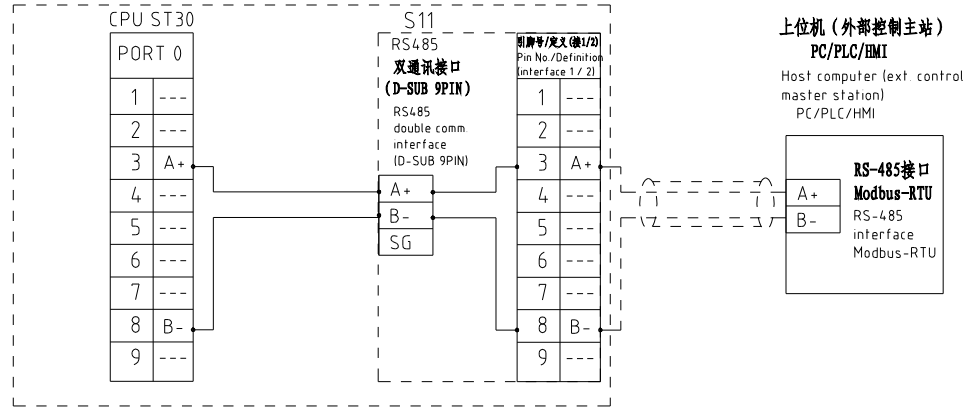 CPU ST30
PORT 0
1 ---
2 ---
3 A+
4 ---
5 ---
6 ---
7 ---
8 B-
9 ---
S11
RS485
双通讯接口
(D-SUB 9PIN)
RS485
double comm.
interface
(D-SUB 9PIN)
A+
B-
SG
引脚号/定义(接1/2)
Pin No./Definition
(interface 1 / 2)
1 ---
2 ---
3 A+
4 ---
5 ---
6 ---
7 ---
8 B-
9 ---
上位机（外部控制主站）
PC/PLC/HMI
Host computer (ext. control
master station)
PC/PLC/HMI
A+
B-
RS-485接口
Modbus-RTU
RS-485
interface
Modbus-RTU